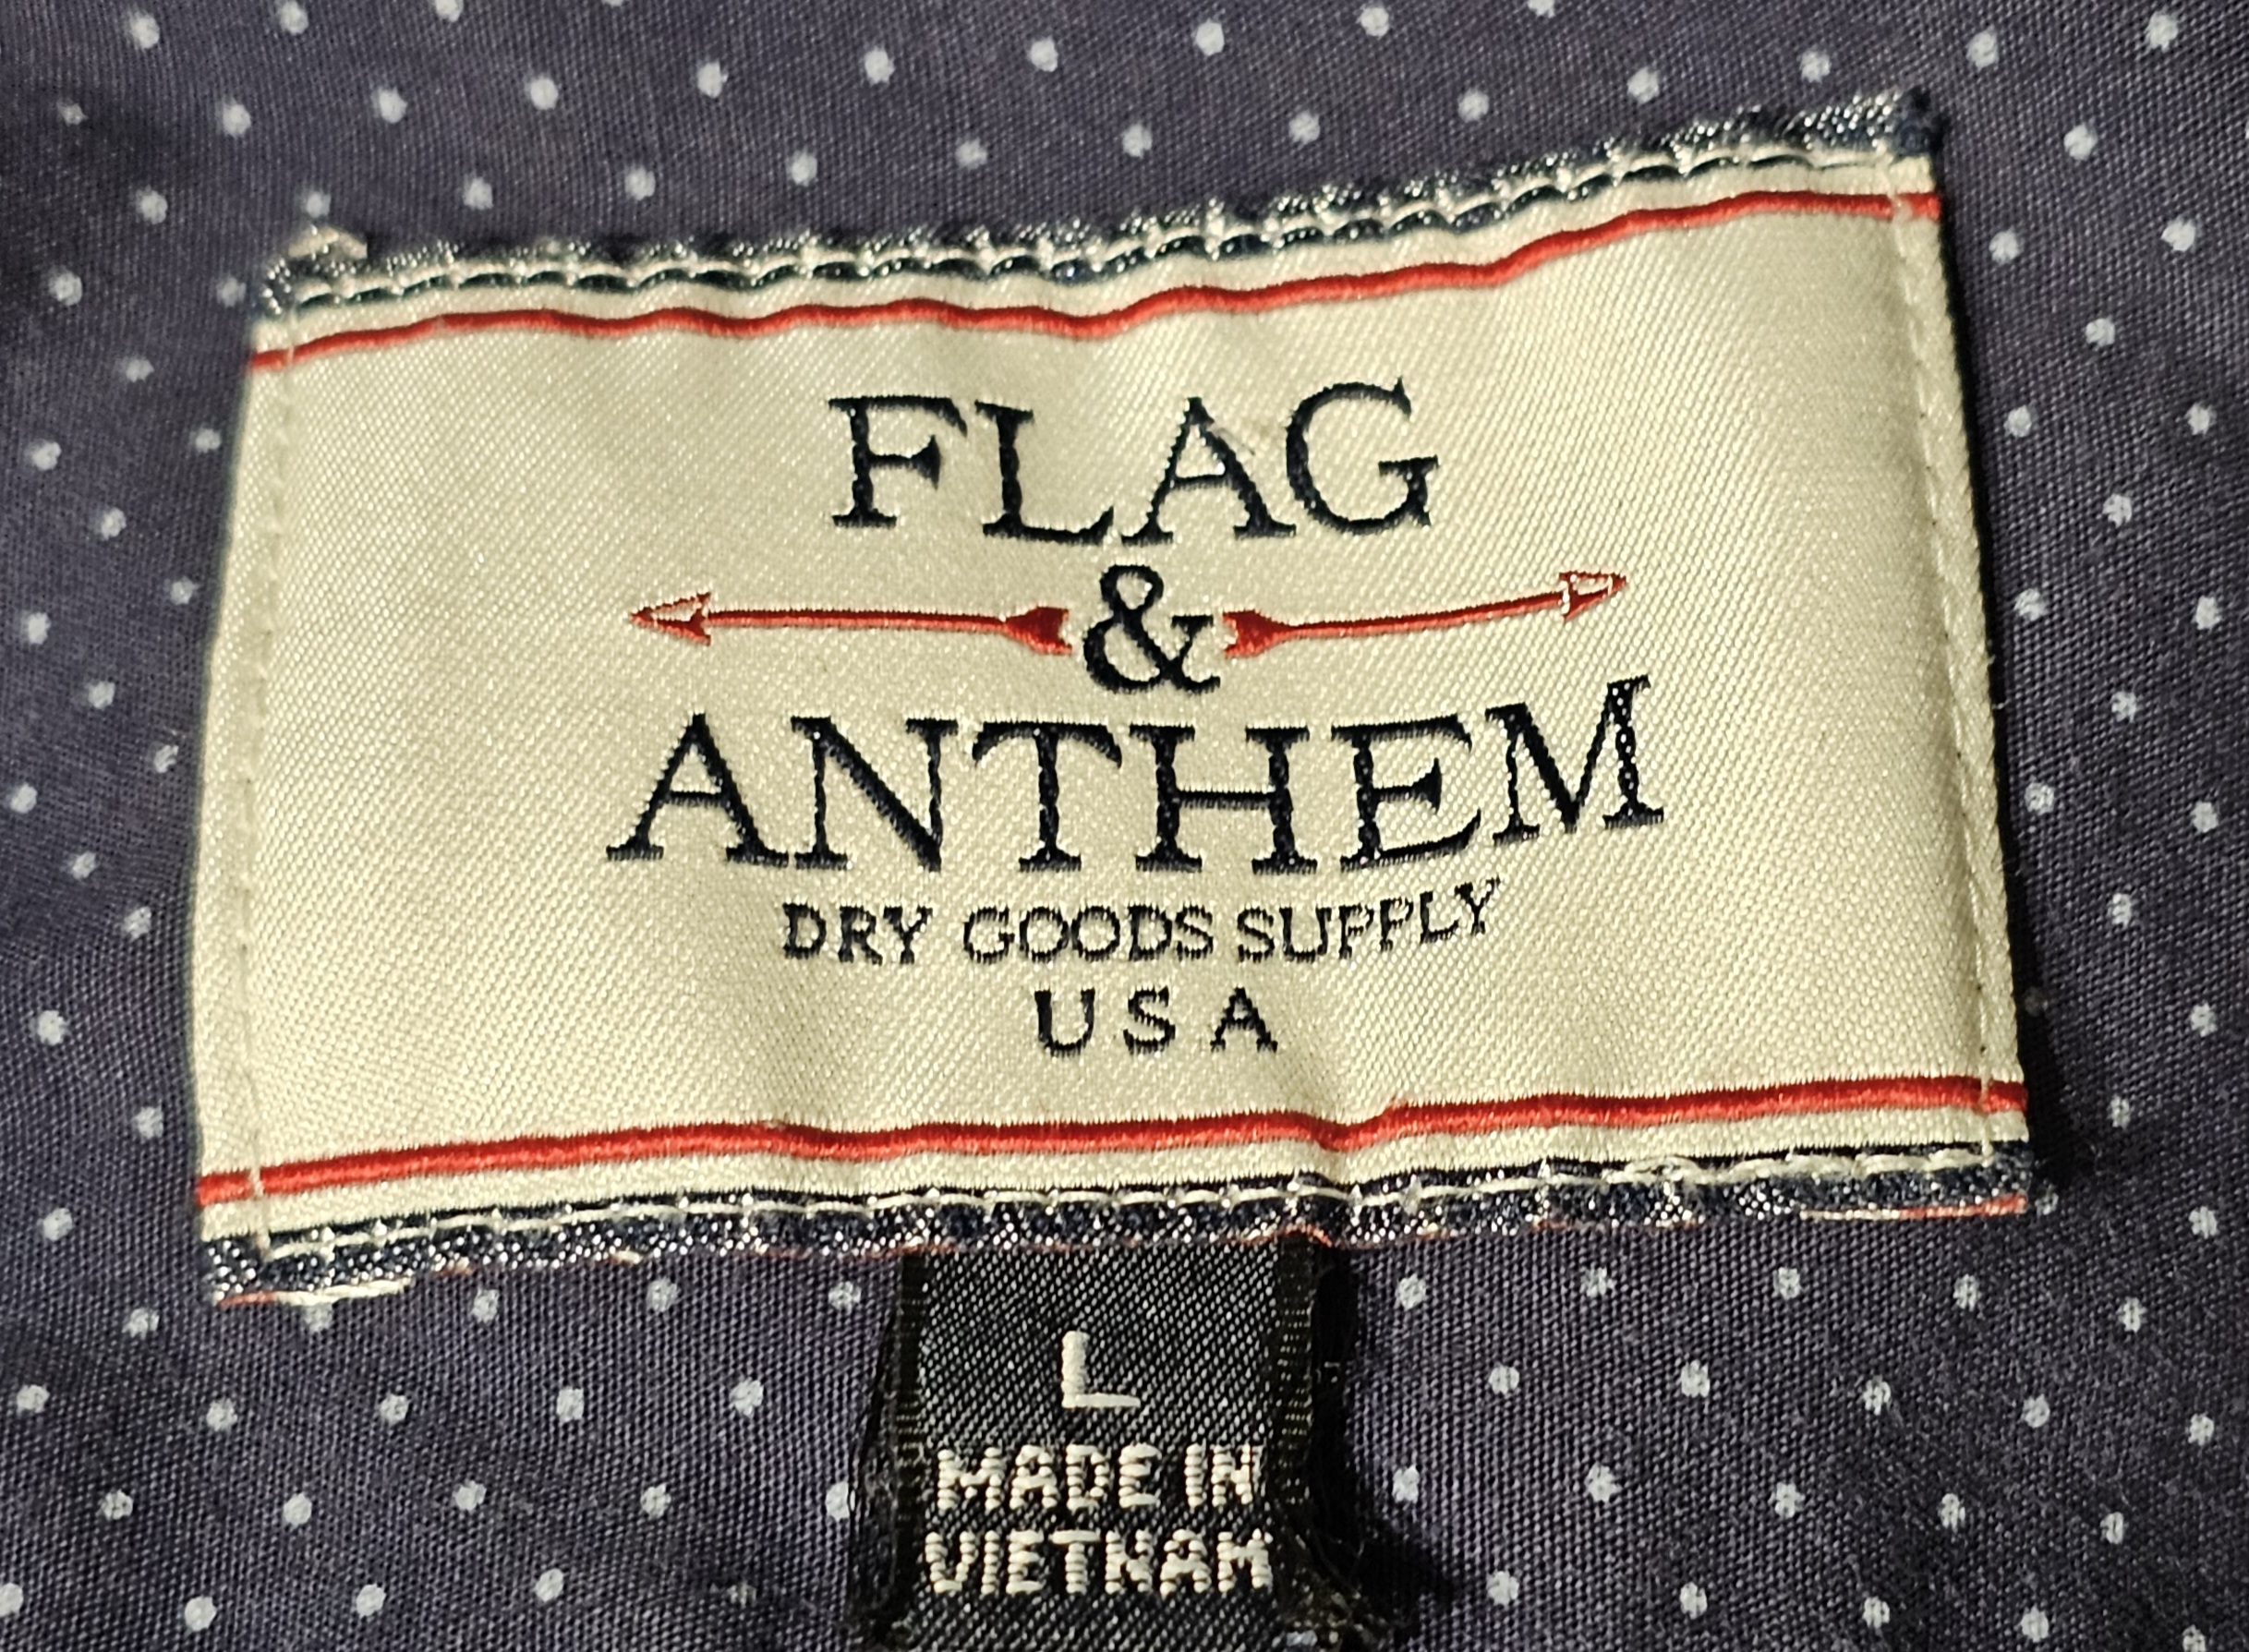 FLAG
&
ANTHEM
DRY GOODS SUPPLY
USA
L
MADE IN
VIETNAM